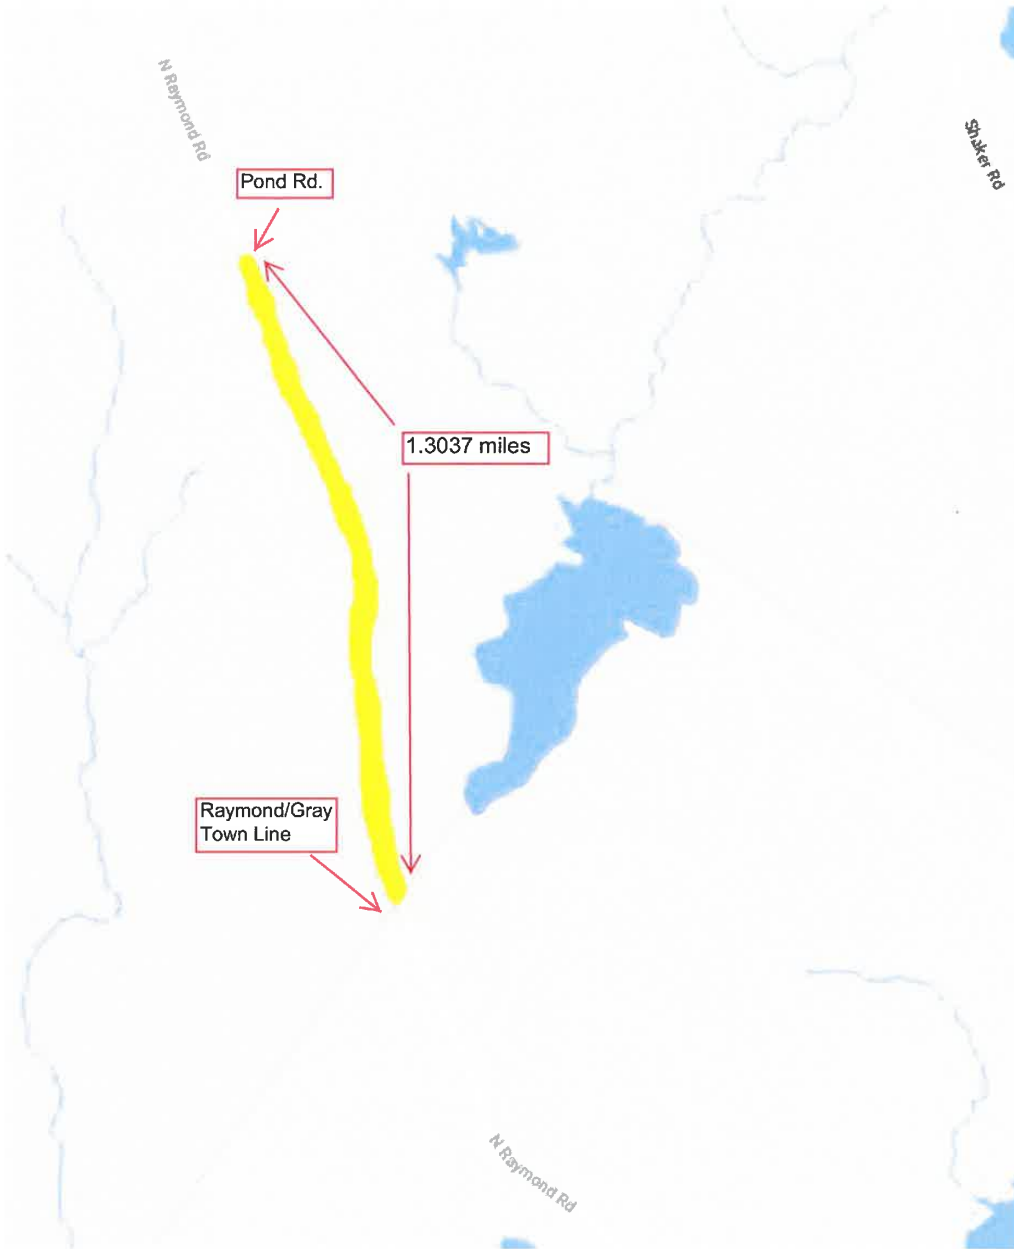 N Raymond Rd
Shaker Rd
Pond Rd.
1.3037 miles
Raymond/Gray
Town Line
N Raymond Rd